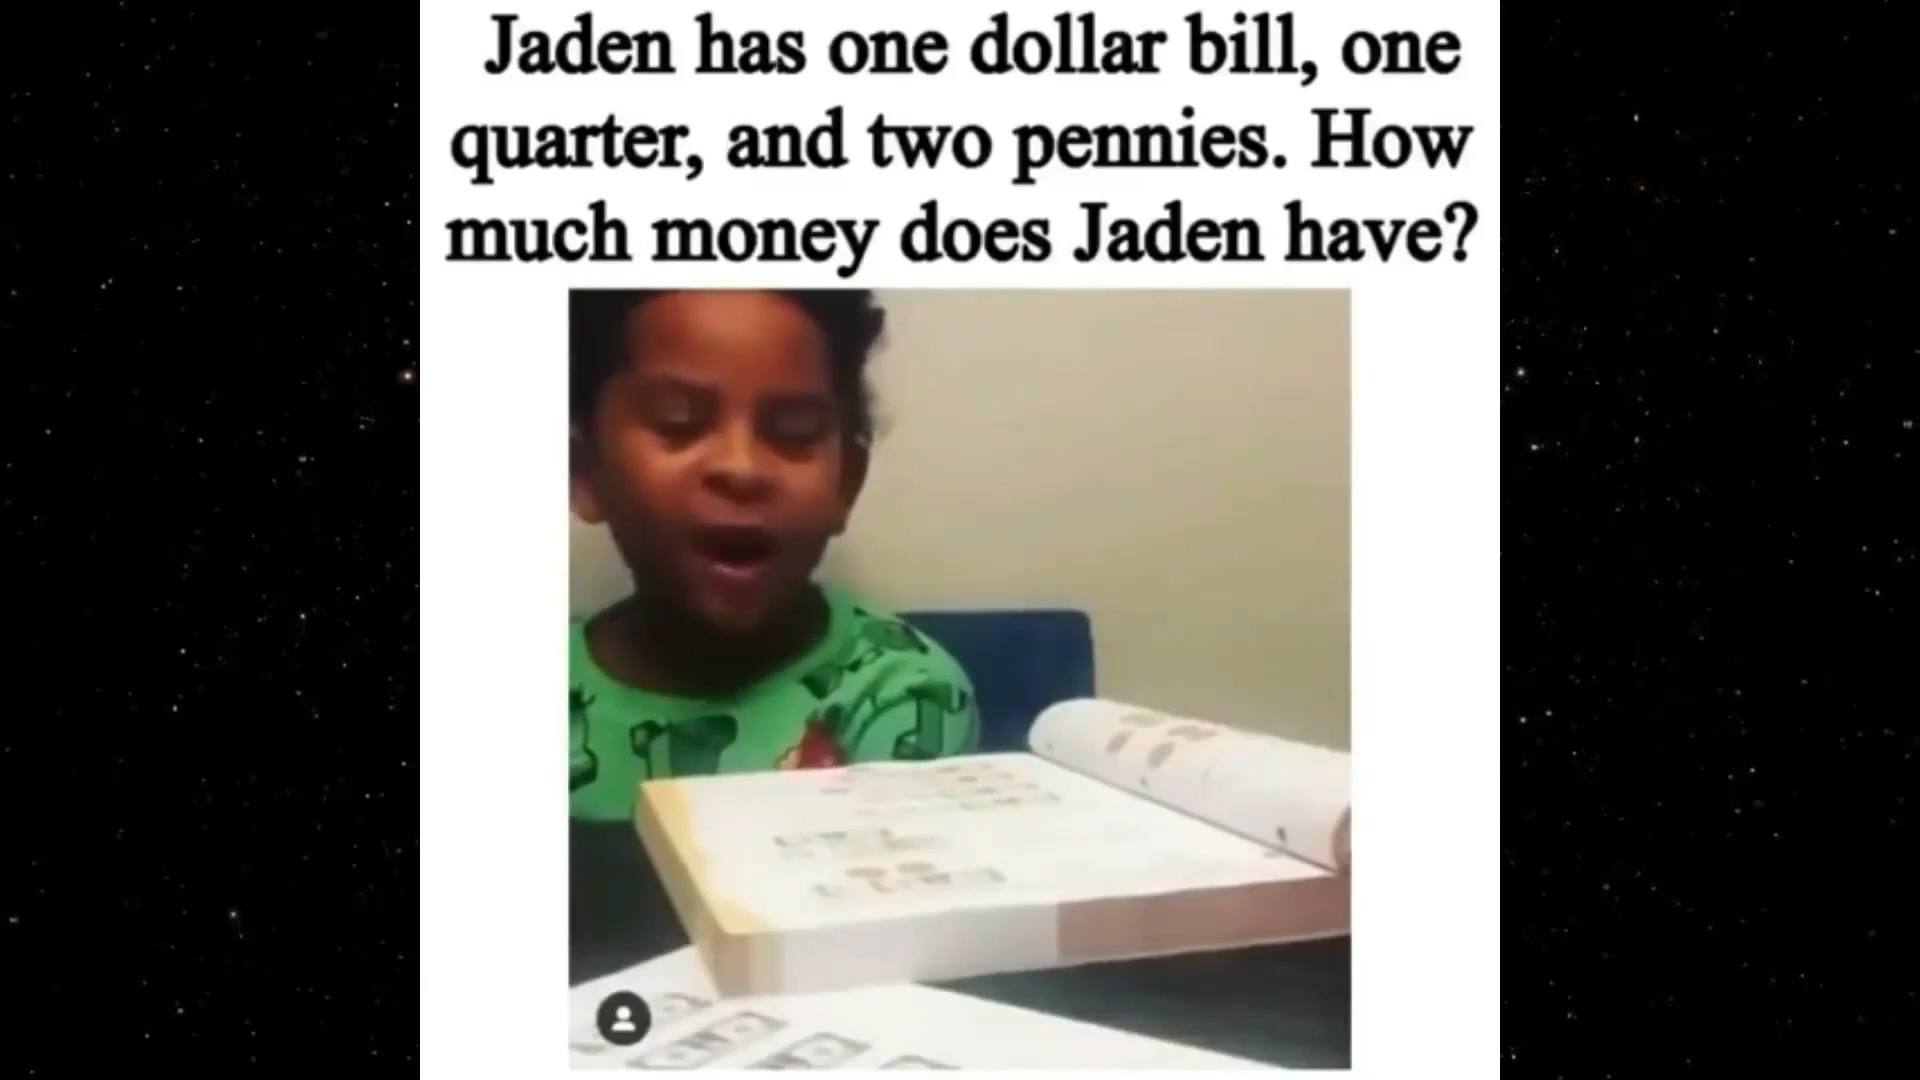 Jaden has one dollar bill, one
quarter, and two pennies. How
much money does Jaden have?